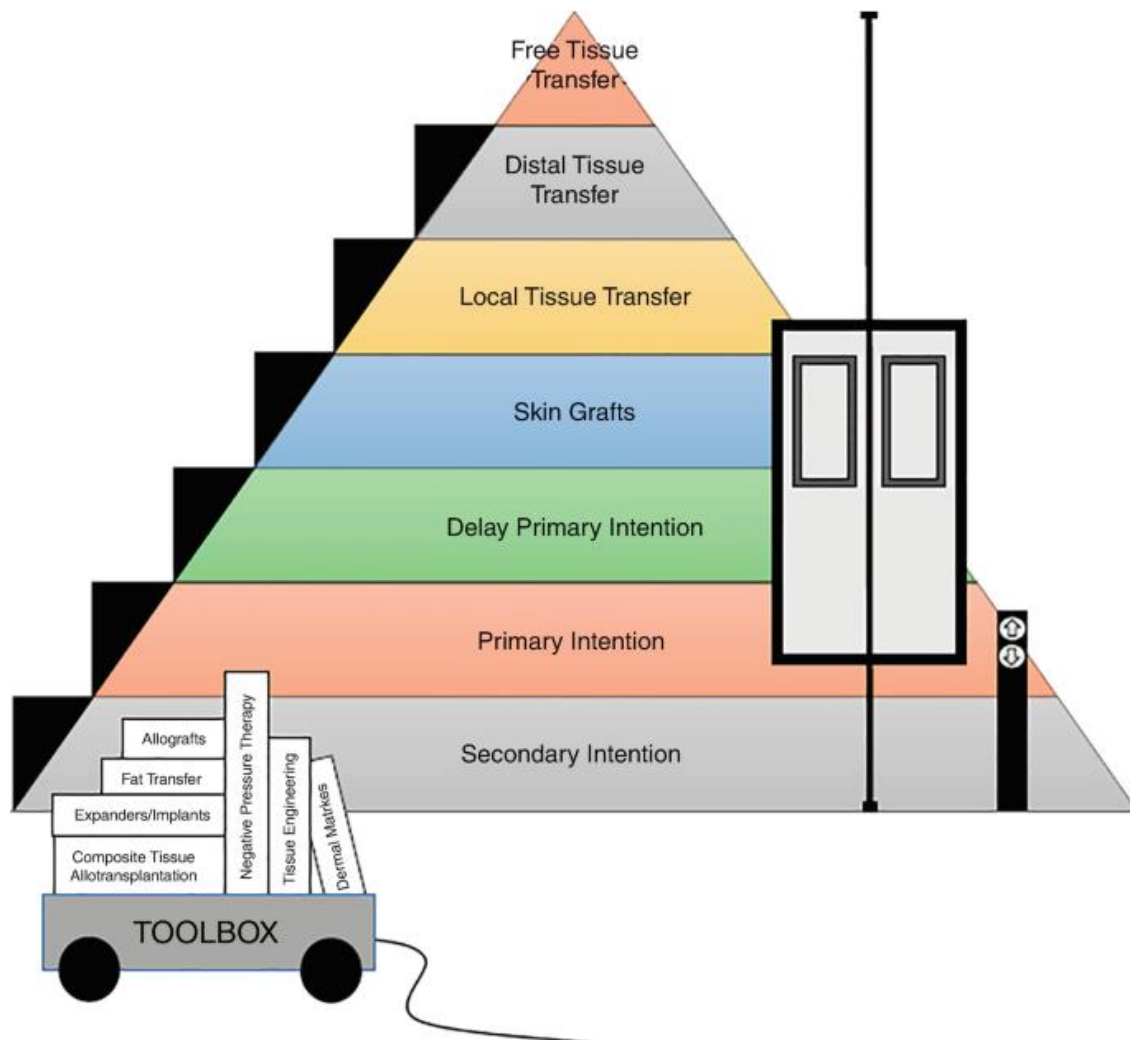 Free Tissue
Transfer
Distal Tissue
Transfer
Local Tissue Transfer
Skin Grafts
Delay Primary Intention
Primary Intention
Secondary Intention
Allografts
Fat Transfer
Expanders/Implants
Composite Tissue
Allotransplantation
Negative Pressure Therapy
Tissue Engineering
Dermal Matrkes
TOOLBOX